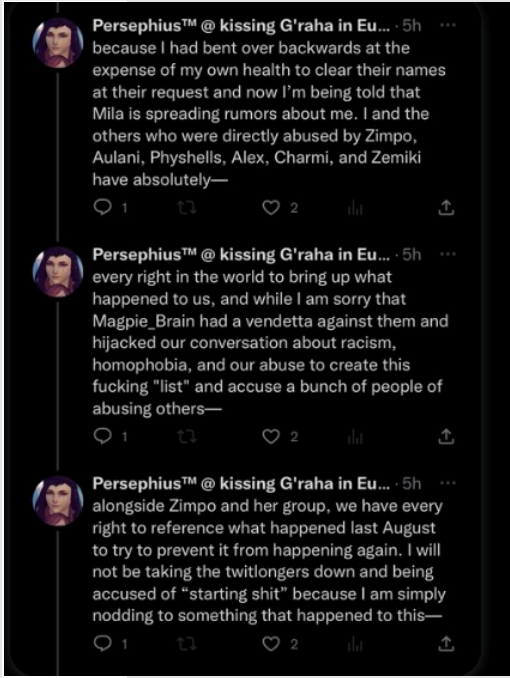 Persephius™ @ kissing G'raha in Eu... · 5h ···
because I had bent over backwards at the
expense of my own health to clear their names
at their request and now I'm being told that
Mila is spreading rumors about me. I and the
others who were directly abused by Zimpo,
Aulani, Physhells, Alex, Charmi, and Zemiki
have absolutely—
1 2
Persephius™ @ kissing G'raha in Eu... · 5h ···
every right in the world to bring up what
happened to us, and while I am sorry that
Magpie_Brain had a vendetta against them and
hijacked our conversation about racism,
homophobia, and our abuse to create this
fucking "list" and accuse a bunch of people of
abusing others—
1 2
Persephius™ @ kissing G'raha in Eu... · 5h ···
alongside Zimpo and her group, we have every
right to reference what happened last August
to try to prevent it from happening again. I will
not be taking the twitlongers down and being
accused of “starting shit” because I am simply
nodding to something that happened to this—
1 2